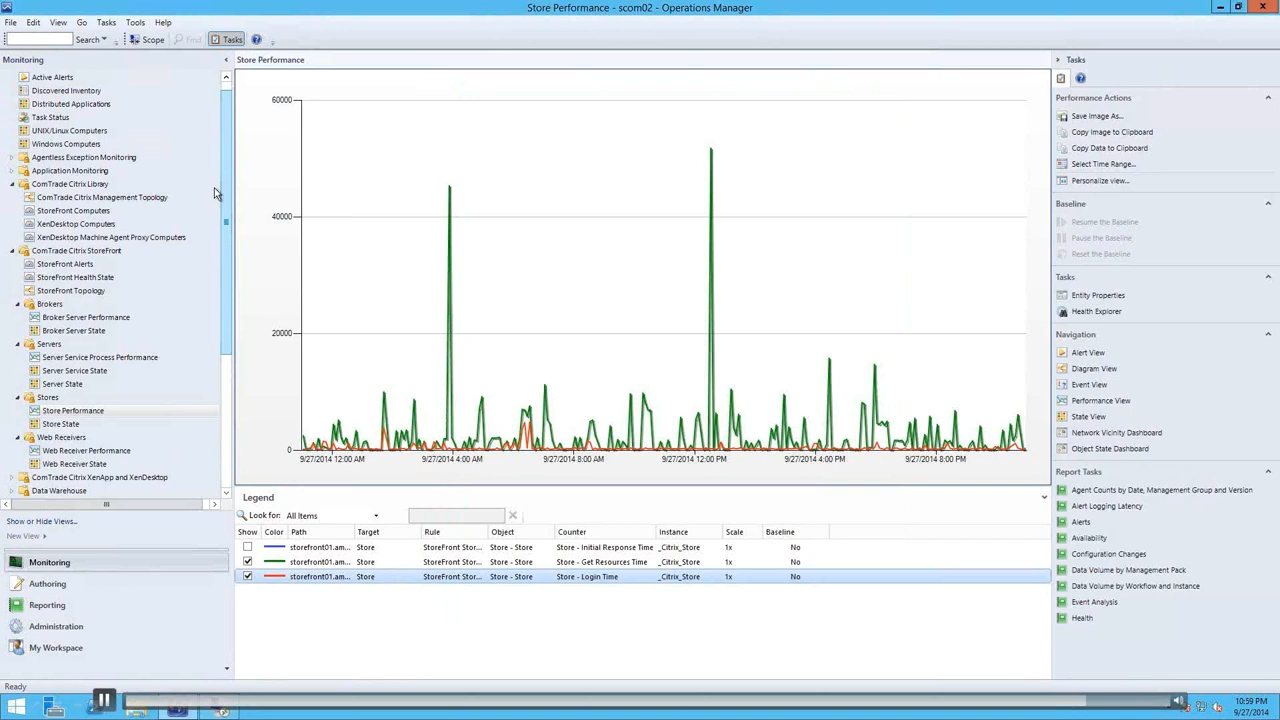 Store Performance - scom02 - Operations Manager
File Edit View Go Tasks Tools Help
Search Scope Find Tasks
Monitoring
Active Alerts
Discovered Inventory
Distributed Applications
Task Status
UNIX/Linux Computers
Windows Computers
Agentless Exception Monitoring
Application Monitoring
ComTrade Citrix Library
ComTrade Citrix Management Topology
StoreFront Computers
XenDesktop Computers
XenDesktop Machine Agent Proxy Computers
ComTrade Citrix StoreFront
StoreFront Alerts
StoreFront Health State
StoreFront Topology
Brokers
Broker Server Performance
Broker Server State
Servers
Server Service Process Performance
Server Service State
Server State
Stores
Store Performance
Store State
Web Receivers
Web Receiver Performance
Web Receiver State
ComTrade Citrix XenApp and XenDesktop
Data Warehouse
Show or Hide Views...
New View
Monitoring
Authoring
Reporting
Administration
My Workspace
Store Performance
60000
40000
20000
0
9/27/2014 12:00 AM 9/27/2014 4:00 AM 9/27/2014 8:00 AM 9/27/2014 12:00 PM 9/27/2014 4:00 PM 9/27/2014 8:00 PM
Legend
Look for: All Items
Show Color Path Target Rule Object Counter Instance Scale Baseline
storefront01.am... Store StoreFront Stor... Store - Store Store - Initial Response Time _Citrix_Store 1x No
storefront01.am... Store StoreFront Stor... Store - Store Store - Get Resources Time _Citrix_Store 1x No
storefront01.am... Store StoreFront Stor... Store - Store Store - Login Time _Citrix_Store 1x No
Tasks
Performance Actions
Save Image As...
Copy Image to Clipboard
Copy Data to Clipboard
Select Time Range...
Personalize view...
Baseline
Resume the Baseline
Pause the Baseline
Reset the Baseline
Tasks
Entity Properties
Health Explorer
Navigation
Alert View
Diagram View
Event View
Performance View
State View
Network Vicinity Dashboard
Object State Dashboard
Report Tasks
Agent Counts by Date, Management Group and Version
Alert Logging Latency
Alerts
Availability
Configuration Changes
Data Volume by Management Pack
Data Volume by Workflow and Instance
Event Analysis
Health
Ready
10:59 PM
9/27/2014